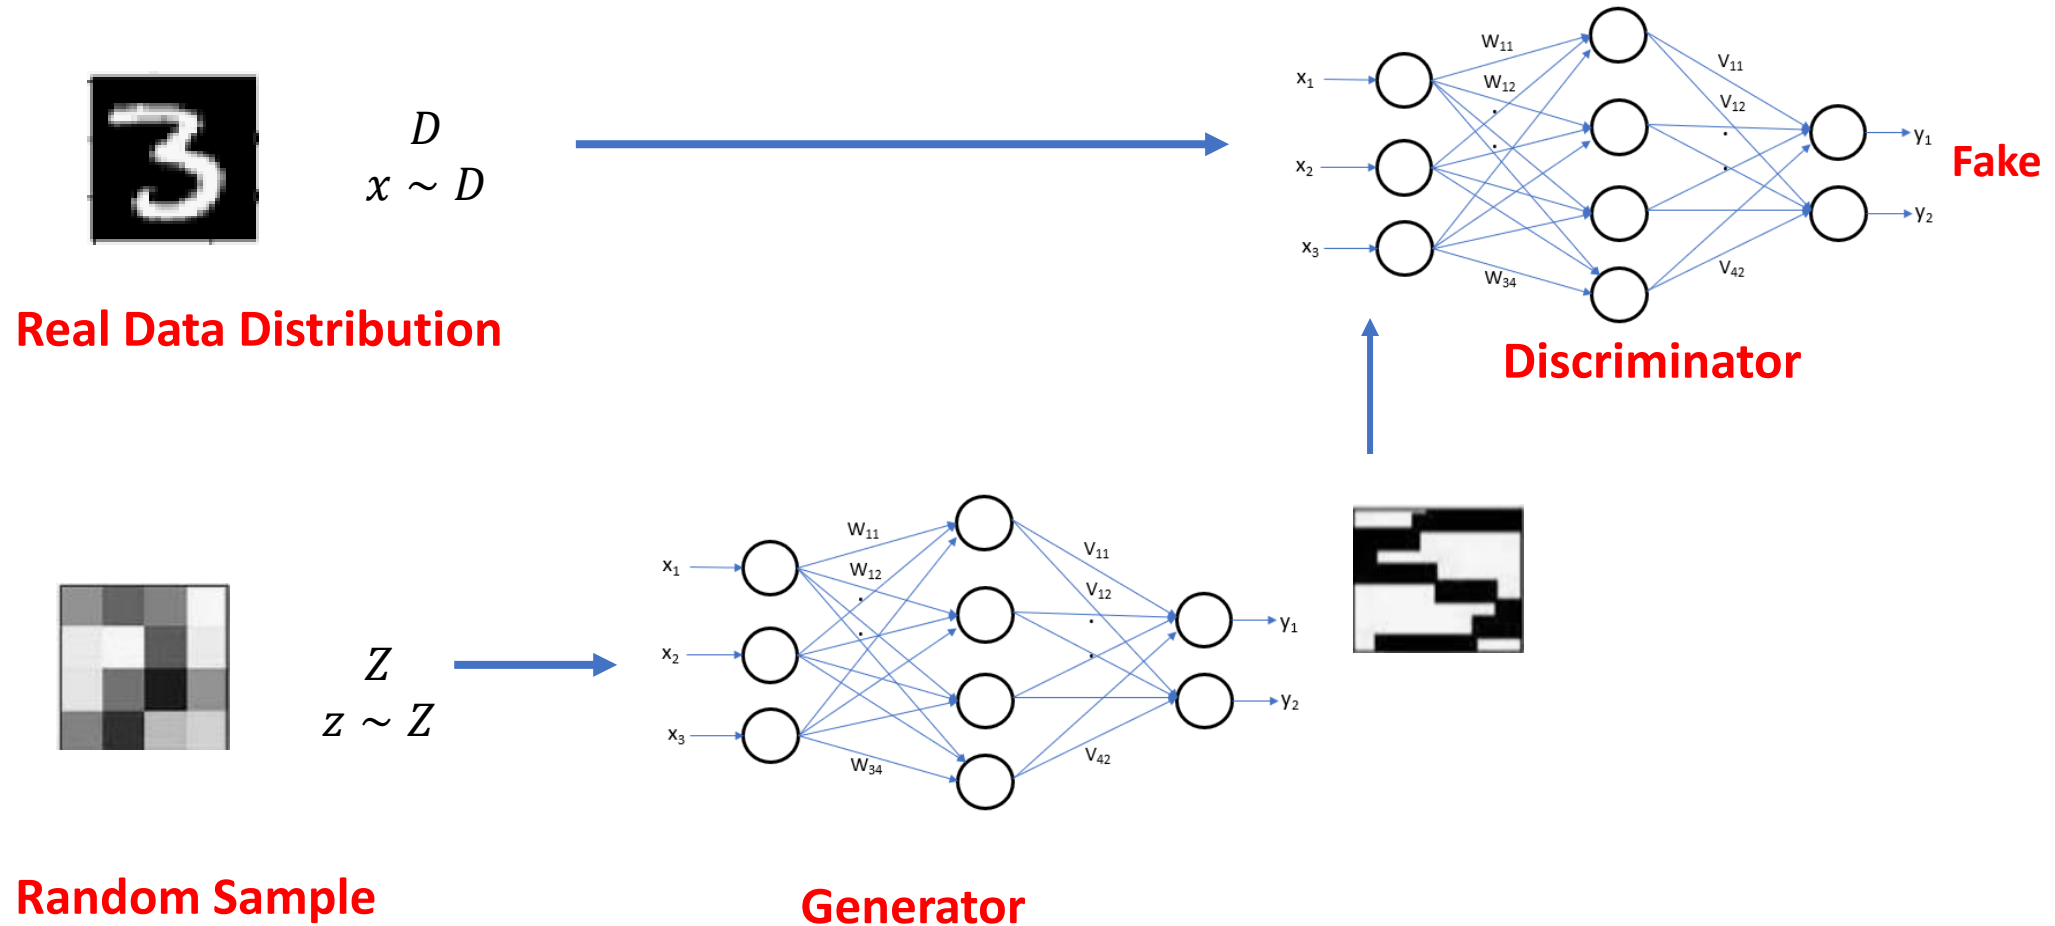 D
x ~ D
Real Data Distribution
x₁
x₂
x₃
W₁₁
W₁₂
W₃₄
V₁₁
V₁₂
V₄₂
y₁
y₂
Fake
Discriminator
Z
z ~ Z
Random Sample
x₁
x₂
x₃
W₁₁
W₁₂
W₃₄
V₁₁
V₁₂
V₄₂
y₁
y₂
Generator
3